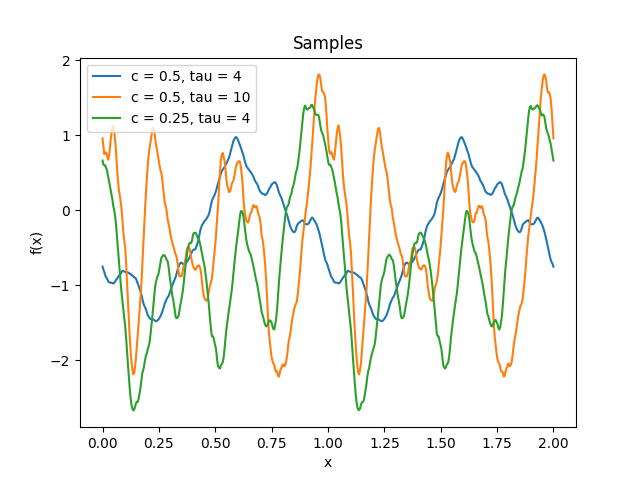 Samples
c = 0.5, tau = 4
c = 0.5, tau = 10
c = 0.25, tau = 4
f(x)
2
1
0
−1
−2
0.00 0.25 0.50 0.75 1.00 1.25 1.50 1.75 2.00
x